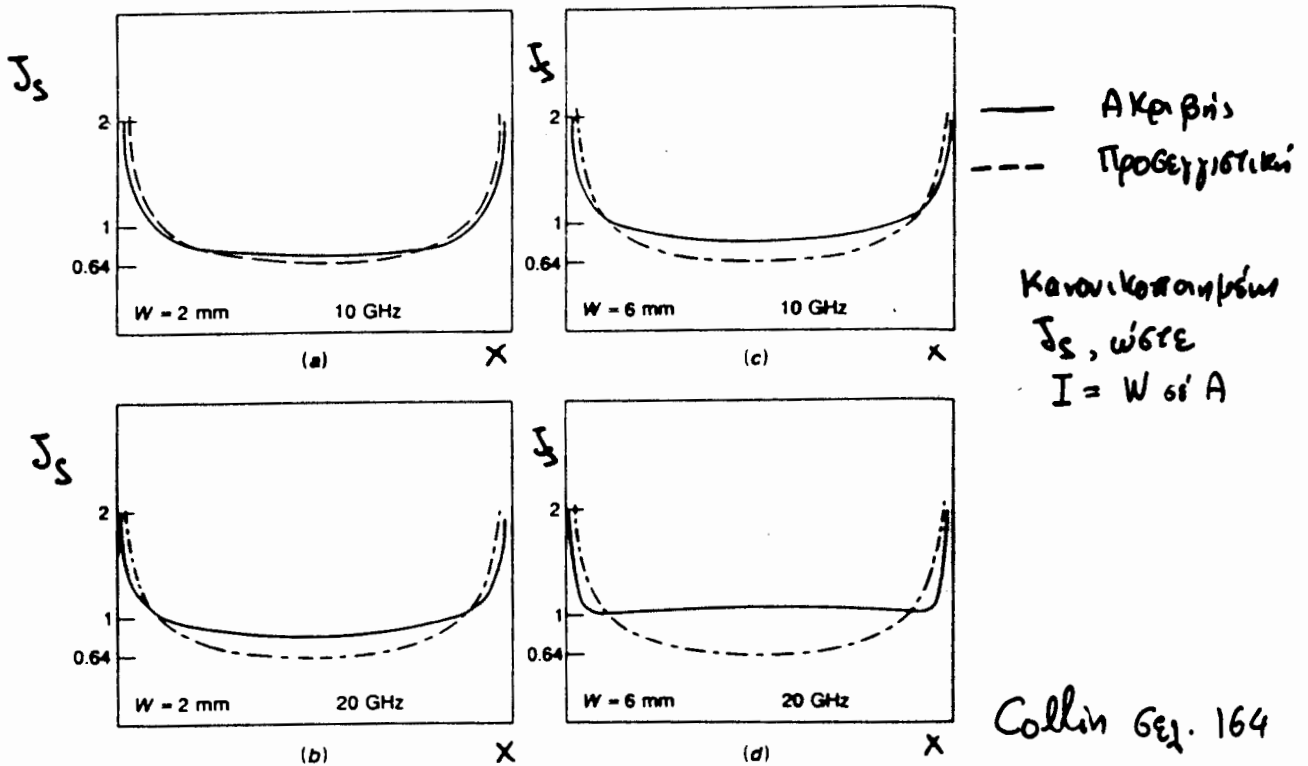 J_s
2
1
0.64
W = 2 mm 10 GHz
(a) X
J_s
2
1
0.64
W = 6 mm 10 GHz
(c) X
Ακριβής
Προσεγγιστική
Κανονικοποιημένη
J_s, ώστε
I = W σέ A
J_s
2
1
0.64
W = 2 mm 20 GHz
(b) X
J_s
2
1
0.64
W = 6 mm 20 GHz
(d) X
Collin σελ. 164